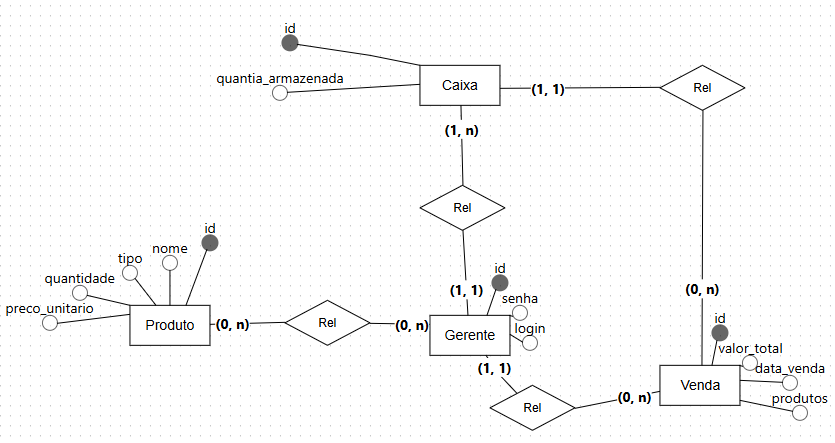 id
quantia_armazenada
Caixa
(1, 1)
Rel
(1, n)
Rel
id
nome
tipo
quantidade
preco_unitario
Produto
(0, n)
Rel
(0, n)
(1, 1)
id
senha
login
Gerente
(1, 1)
Rel
(0, n)
(0, n)
id
valor_total
data_venda
produtos
Venda